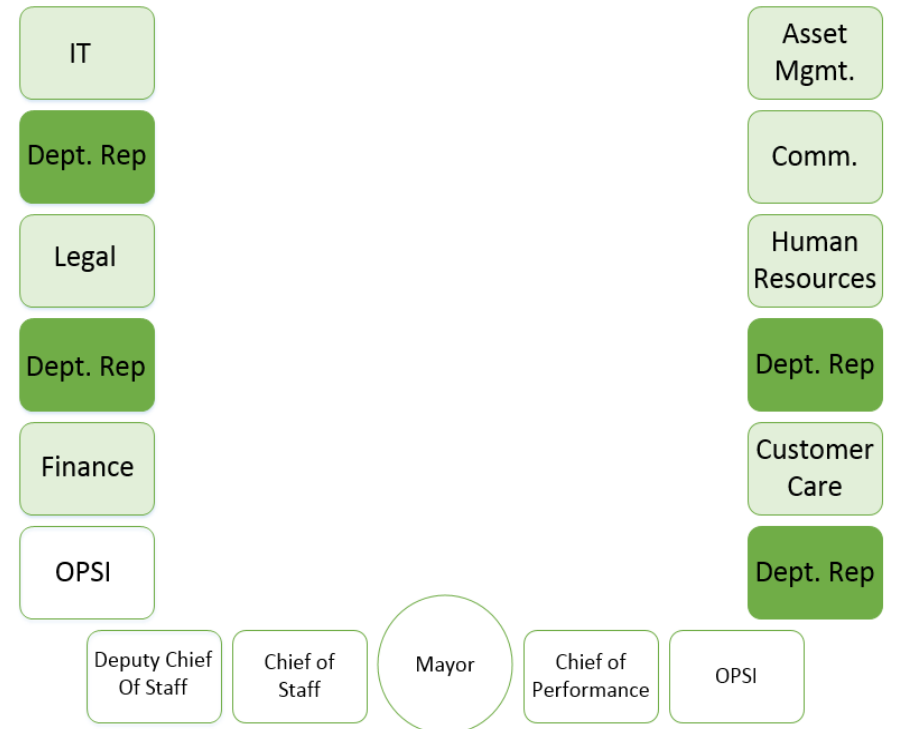 IT
Dept. Rep
Legal
Dept. Rep
Finance
OPSI
Asset
Mgmt.
Comm.
Human
Resources
Dept. Rep
Customer
Care
Dept. Rep
Deputy Chief
Of Staff
Chief of
Staff
Mayor
Chief of
Performance
OPSI